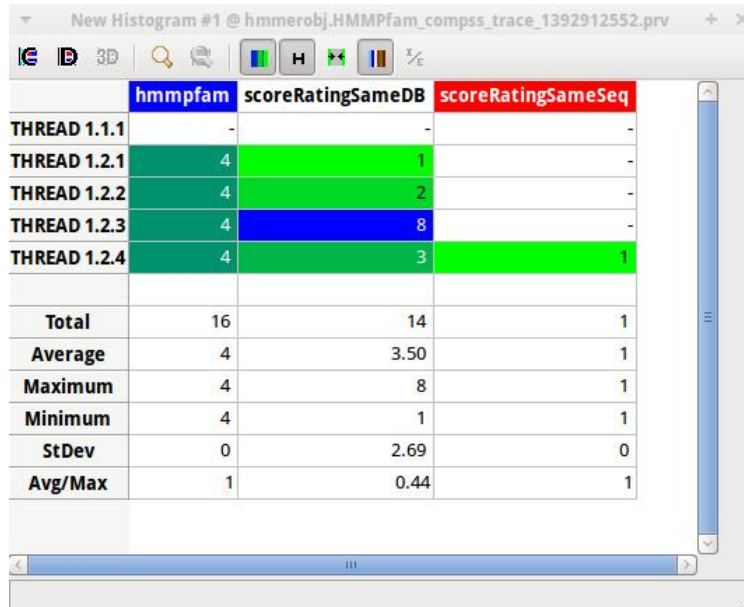 New Histogram #1 @ hmmerobj.HMMPfam_compss_trace_1392912552.prv
3D H
hmmpfam scoreRatingSameDB scoreRatingSameSeq
THREAD 1.1.1 - - -
THREAD 1.2.1 4 1 -
THREAD 1.2.2 4 2 -
THREAD 1.2.3 4 8 -
THREAD 1.2.4 4 3 1
Total 16 14 1
Average 4 3.50 1
Maximum 4 8 1
Minimum 4 1 1
StDev 0 2.69 0
Avg/Max 1 0.44 1